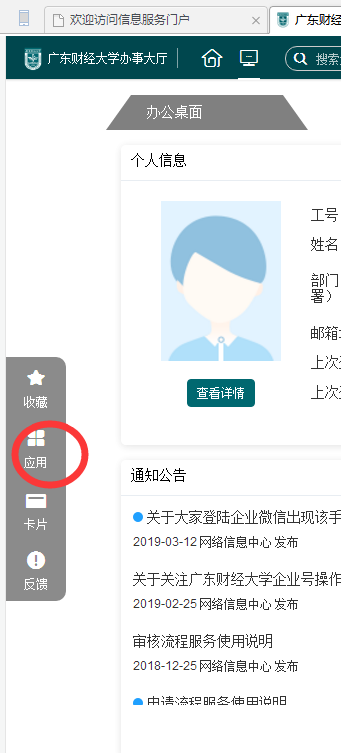 欢迎访问信息服务门户
广东财经
广东财经大学办事大厅
搜索
办公桌面
个人信息
工号
姓名
部门
署）
邮箱
上次
查看详情
上次
收藏
应用
卡片
反馈
通知公告
关于大家登陆企业微信出现该手
2019-03-12 网络信息中心 发布
关于关注广东财经大学企业号操作
2019-02-25 网络信息中心 发布
审核流程服务使用说明
2018-12-25 网络信息中心 发布
申请流程服务使用说明